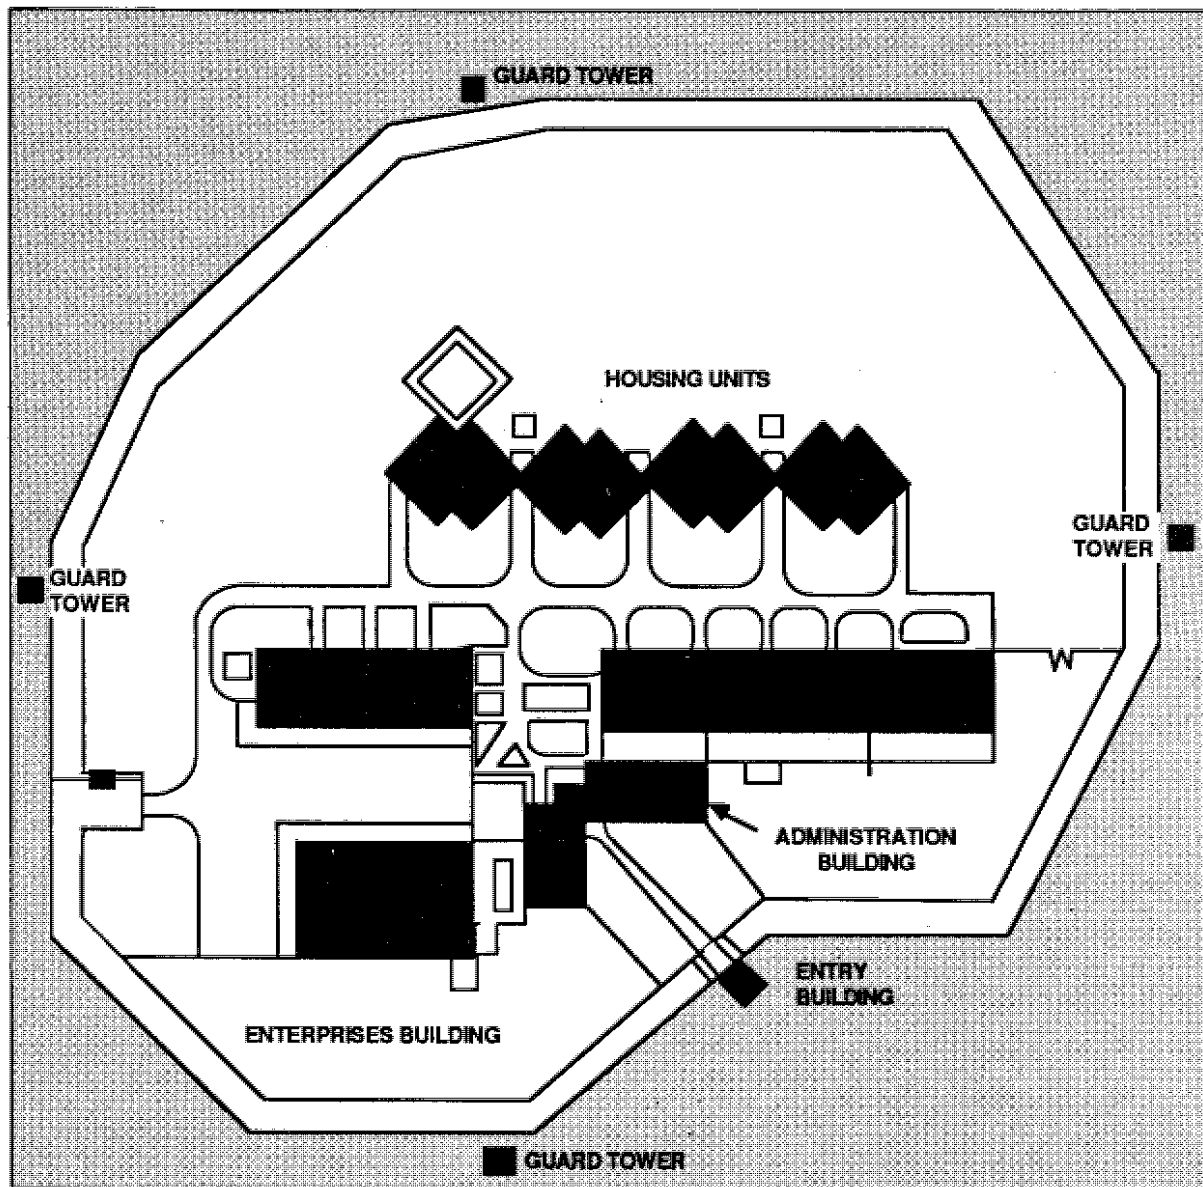 GUARD TOWER
HOUSING UNITS
GUARD
TOWER
GUARD
TOWER
ADMINISTRATION
BUILDING
ENTRY
BUILDING
ENTERPRISES BUILDING
GUARD TOWER